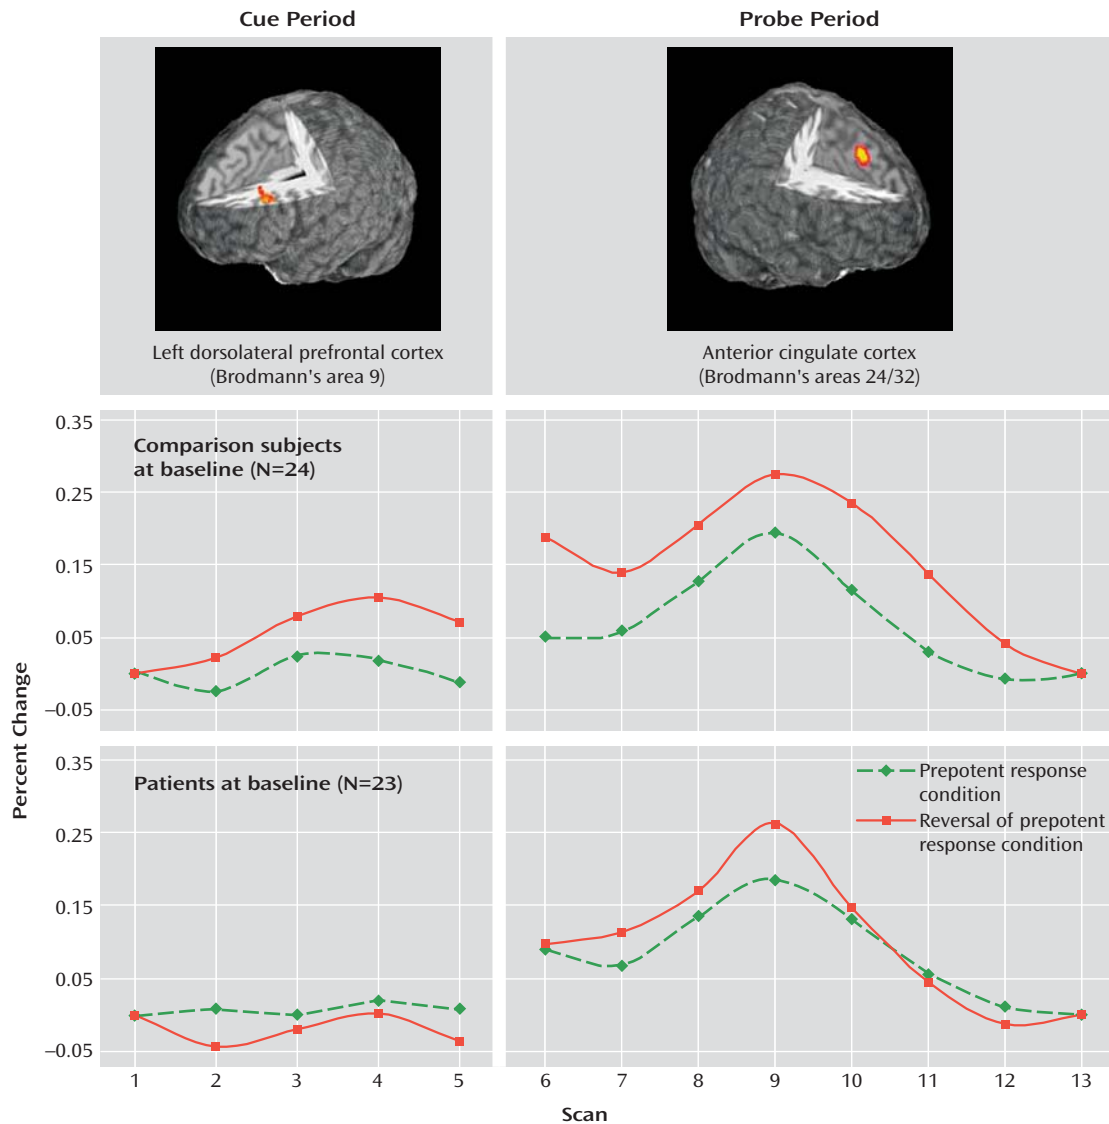 Cue Period
Probe Period
Left dorsolateral prefrontal cortex
(Brodmann's area 9)
Anterior cingulate cortex
(Brodmann's areas 24/32)
Percent Change
0.35
0.25
0.15
0.05
–0.05
Comparison subjects
at baseline (N=24)
0.35
0.25
0.15
0.05
–0.05
Patients at baseline (N=23)
Prepotent response
condition
Reversal of prepotent
response condition
1 2 3 4 5 6 7 8 9 10 11 12 13
Scan